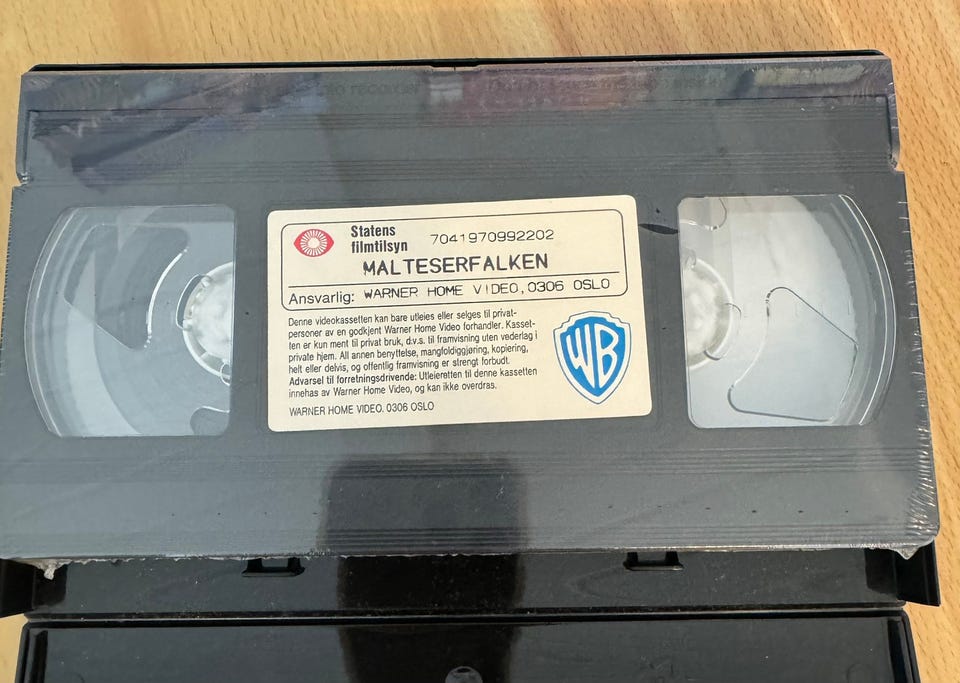 Statens
filmtilsyn
7041970992202
MALTESERFALKEN
Ansvarlig: WARNER HOME VIDEO, 0306 OSLO
Denne videokassetten kan bare utleies eller selges til privat-
personer av en godkjent Warner Home Video forhandler. Kasset-
ten er kun ment til privat bruk, d.v.s. til framvisning uten vederlag i
private hjem. All annen benyttelse, mangfoldiggjøring, kopiering,
helt eller delvis, og offentlig framvisning er strengt forbudt.
Advarsel til forretningsdrivende: Utleieretten til denne kassetten
innehas av Warner Home Video, og kan ikke overdras.
WARNER HOME VIDEO. 0306 OSLO
WB